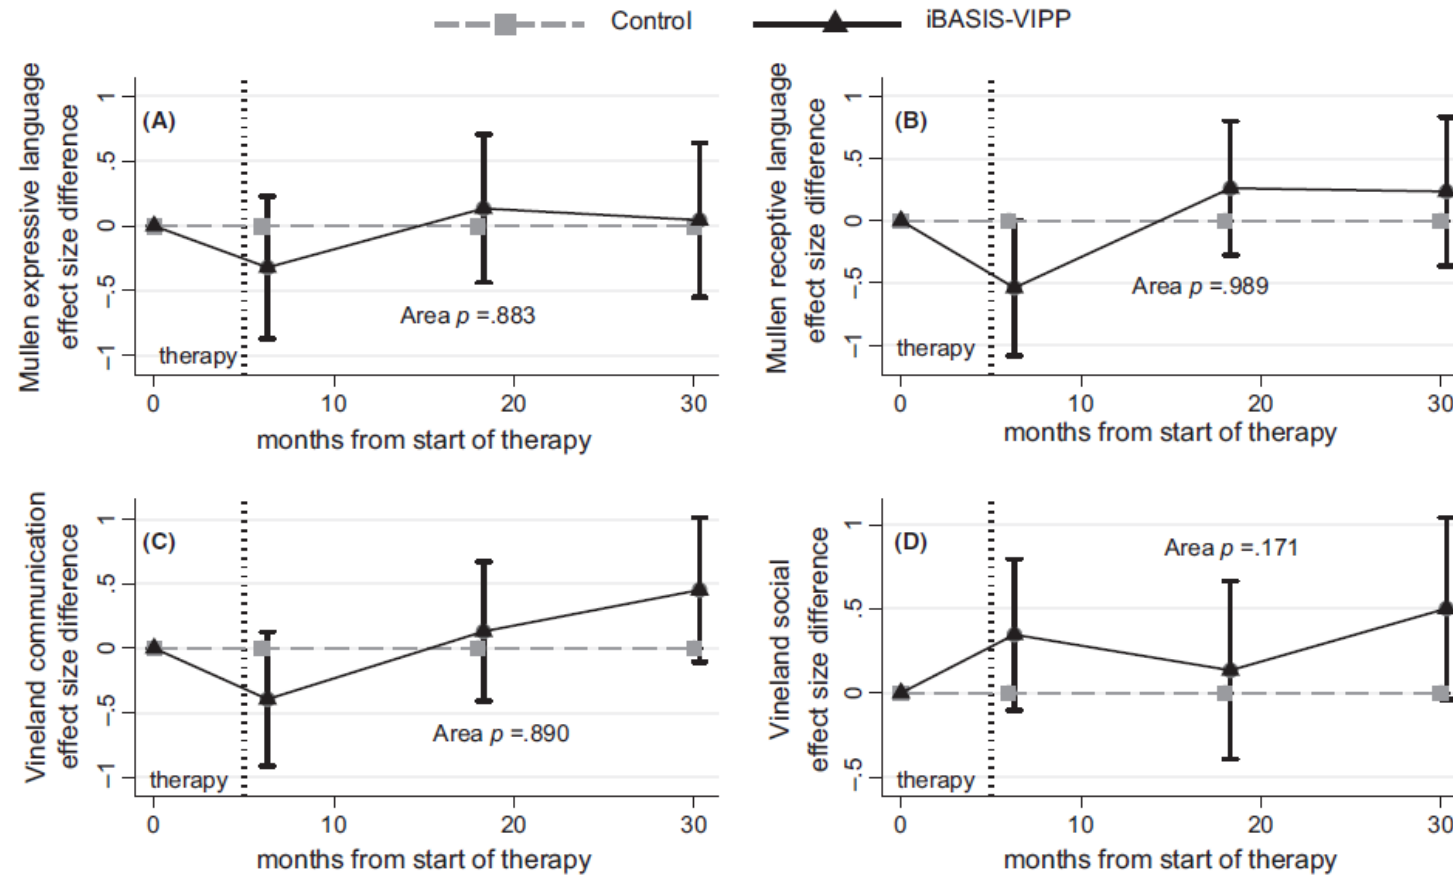 Control
iBASIS-VIPP
Mullen expressive language
effect size difference
1
.5
0
-.5
-1
(A)
Area p =.883
therapy
0 10 20 30
months from start of therapy
Mullen receptive language
effect size difference
1
.5
0
-.5
-1
(B)
Area p =.989
therapy
0 10 20 30
months from start of therapy
Vineland communication
effect size difference
1
.5
0
-.5
-1
(C)
Area p =.890
therapy
0 10 20 30
months from start of therapy
Vineland social
effect size difference
1
.5
0
-.5
(D)
Area p =.171
therapy
0 10 20 30
months from start of therapy